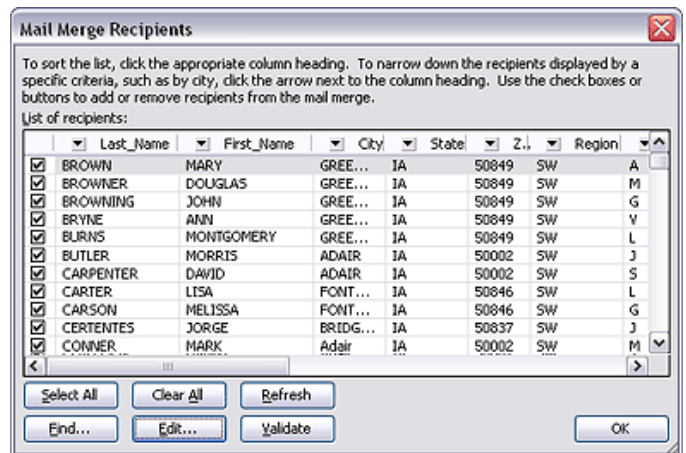 Mail Merge Recipients
To sort the list, click the appropriate column heading. To narrow down the recipients displayed by a
specific criteria, such as by city, click the arrow next to the column heading. Use the check boxes or
buttons to add or remove recipients from the mail merge.
List of recipients:
Last_Name First_Name City State Z.. Region
BROWN MARY GREE... IA 50849 SW A
BROWNER DOUGLAS GREE... IA 50849 SW M
BROWNING JOHN GREE... IA 50849 SW G
BRYNE ANN GREE... IA 50849 SW V
BURNS MONTGOMERY GREE... IA 50849 SW L
BUTLER MORRIS ADAIR IA 50002 SW J
CARPENTER DAVID ADAIR IA 50002 SW S
CARTER LISA FONT... IA 50846 SW L
CARSON MELISSA FONT... IA 50846 SW G
CERTENTES JORGE BRIDG... IA 50837 SW J
CONNER MARK Adair IA 50002 SW M
Select All Clear All Refresh
Find... Edit... Validate OK